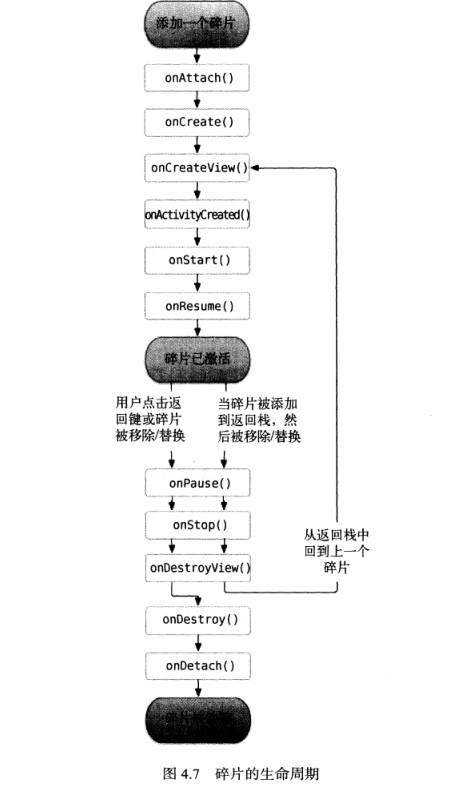 添加一个碎片
onAttach()
onCreate()
onCreateView()
onActivityCreated()
onStart()
onResume()
碎片已激活
用户点击返
回键或碎片
被移除/替换
当碎片被添加
到返回栈，然
后被移除/替换
onPause()
onStop()
onDestroyView()
从返回栈中
回到上一个
碎片
onDestroy()
onDetach()
图 4.7 碎片的生命周期